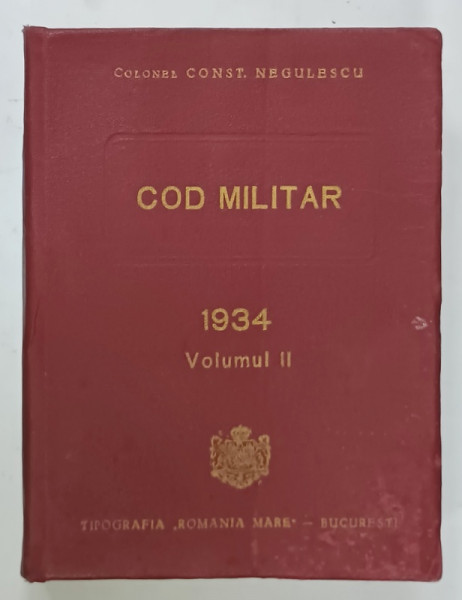 COLONEL CONST. NEGULESCU
COD MILITAR
1934
Volumul II
TIPOGRAFIA „ROMANIA MARE" – BUCUREȘTI